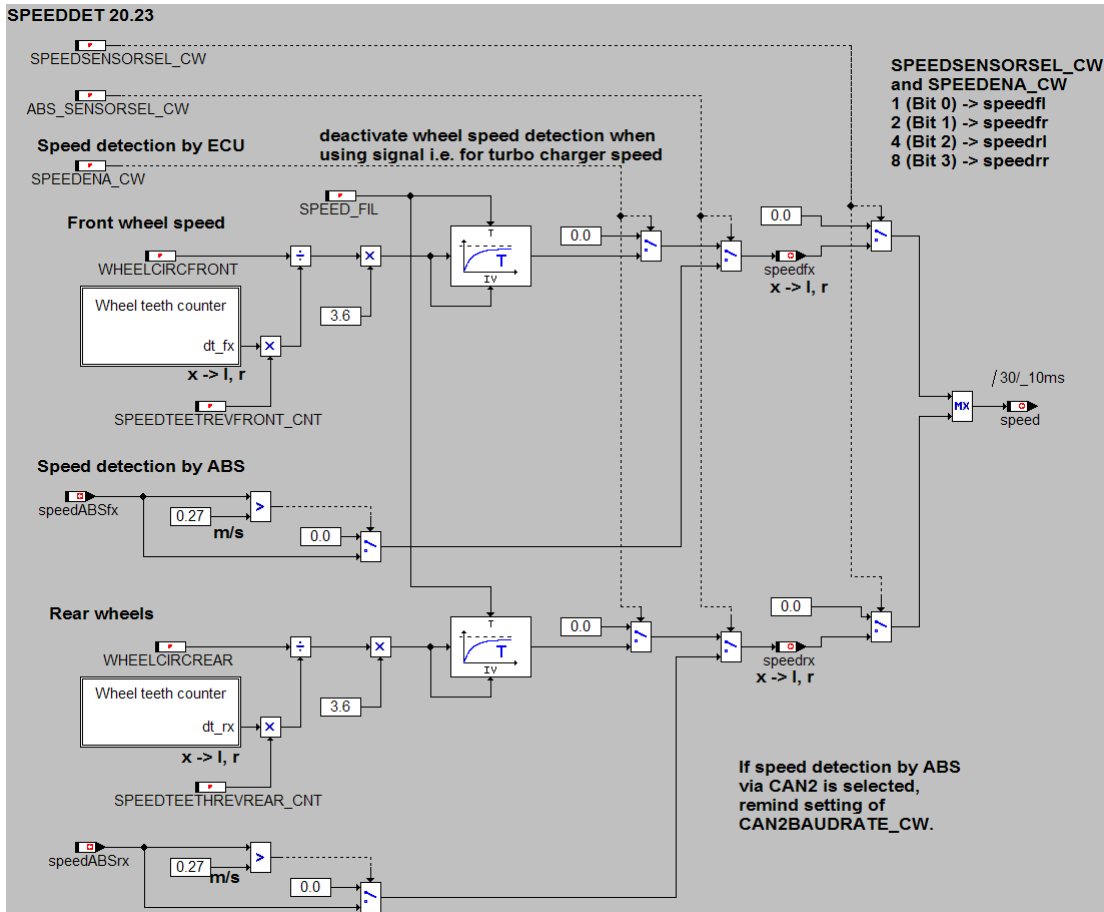 SPEEDDET 20.23
SPEEDSENSORSEL_CW
ABS_SENSORSEL_CW
SPEEDSENSORSEL_CW
and SPEEDENA_CW
1 (Bit 0) -> speedfl
2 (Bit 1) -> speedfr
4 (Bit 2) -> speedrl
8 (Bit 3) -> speedrr
Speed detection by ECU
deactivate wheel speed detection when
using signal i.e. for turbo charger speed
SPEEDENA_CW
SPEED_FIL
Front wheel speed
WHEELCIRCFRONT
÷
×
T
T
IV
0.0
0.0
speedfx
x -> l, r
3.6
Wheel teeth counter
dt_fx
×
x -> l, r
SPEEDTEETREVFRONT_CNT
/30/_10ms
MX
speed
Speed detection by ABS
speedABSfx
>
0.27
m/s
0.0
Rear wheels
WHEELCIRCREAR
÷
×
T
T
IV
0.0
0.0
speedrx
x -> l, r
3.6
Wheel teeth counter
dt_rx
×
x -> l, r
SPEEDTEETHREVREAR_CNT
If speed detection by ABS
via CAN2 is selected,
remind setting of
CAN2BAUDRATE_CW.
speedABSrx
>
0.27
m/s
0.0